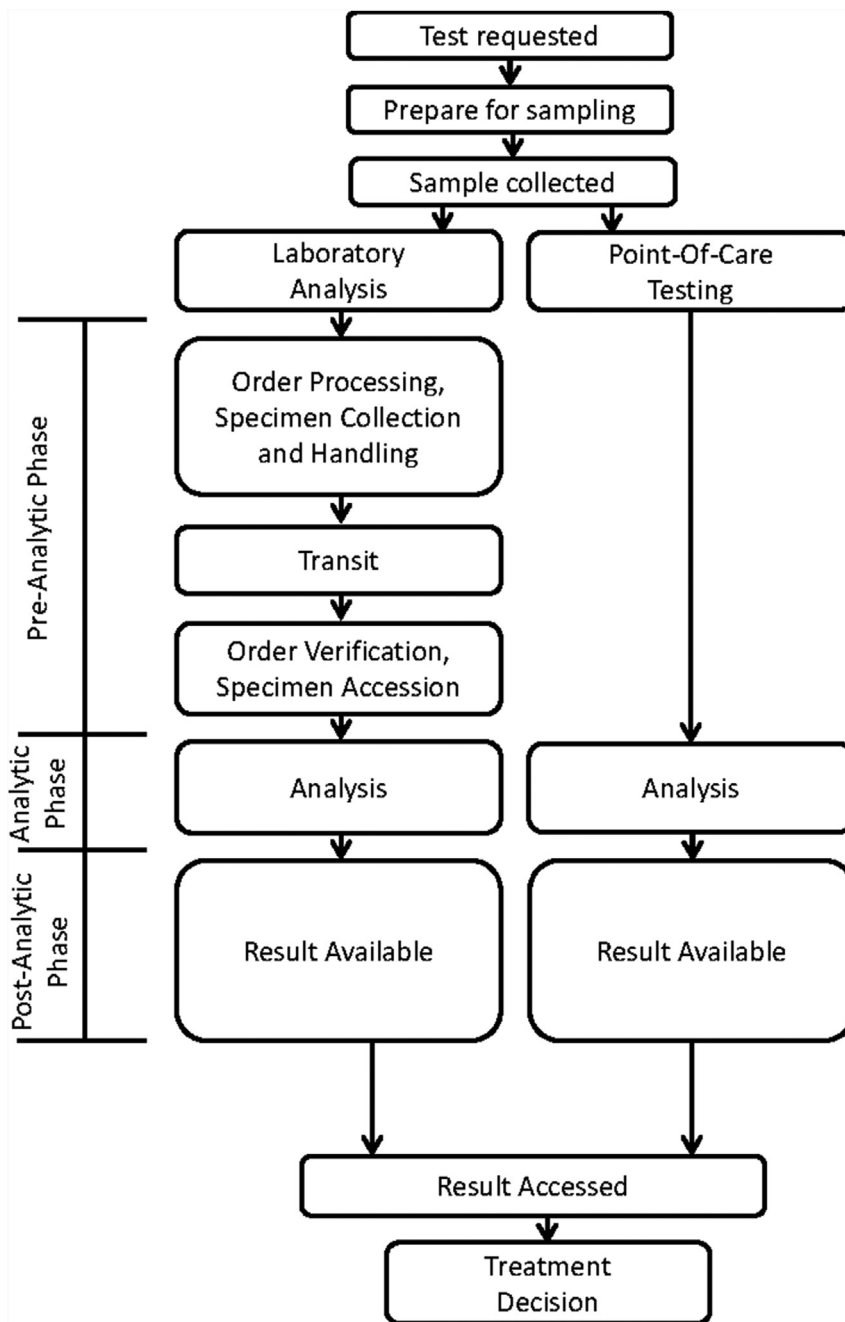 Test requested
Prepare for sampling
Sample collected
Laboratory
Analysis
Point-Of-Care
Testing
Pre-Analytic Phase
Order Processing,
Specimen Collection
and Handling
Transit
Order Verification,
Specimen Accession
Analytic
Phase
Analysis
Analysis
Post-Analytic
Phase
Result Available
Result Available
Result Accessed
Treatment
Decision